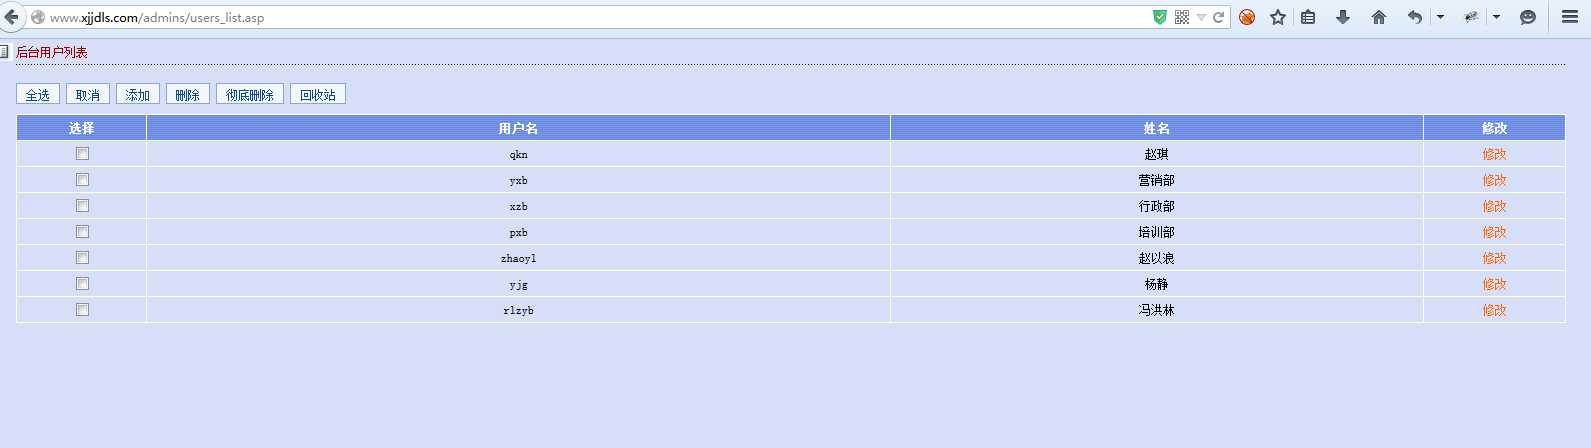 www.xjjdls.com/admins/users_list.asp
后台用户列表
全选 取消 添加 删除 彻底删除 回收站
选择 用户名 姓名 修改
qkn 赵琪 修改
yxb 营销部 修改
xzb 行政部 修改
pxb 培训部 修改
zhaoyl 赵以浪 修改
yjg 杨静 修改
rlzyb 冯洪林 修改